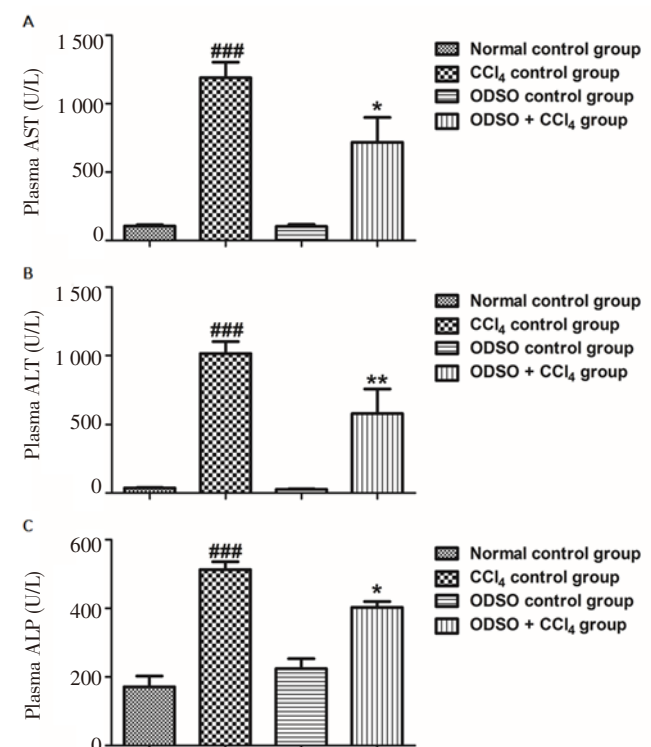 A
Plasma AST (U/L)
1 500
1 000
500
0
###
*
Normal control group
CCl₄ control group
ODSO control group
ODSO + CCl₄ group
B
Plasma ALT (U/L)
1 500
1 000
500
0
###
**
Normal control group
CCl₄ control group
ODSO control group
ODSO + CCl₄ group
C
Plasma ALP (U/L)
600
400
200
0
###
*
Normal control group
CCl₄ control group
ODSO control group
ODSO + CCl₄ group